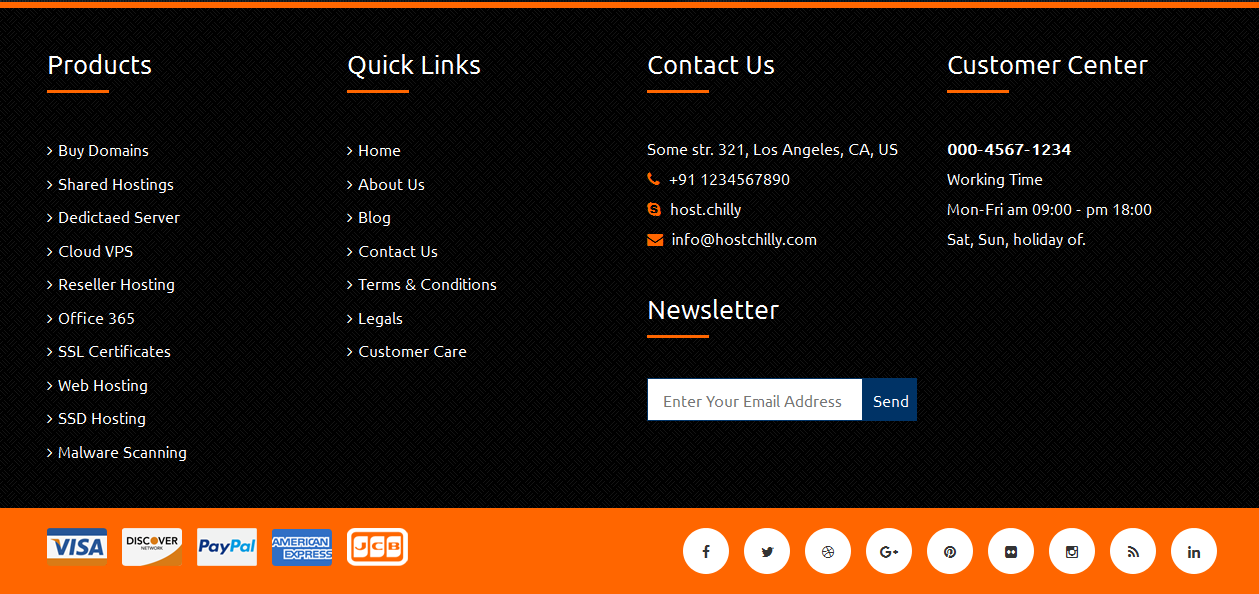 Products
Buy Domains
Shared Hostings
Dedictaed Server
Cloud VPS
Reseller Hosting
Office 365
SSL Certificates
Web Hosting
SSD Hosting
Malware Scanning
Quick Links
Home
About Us
Blog
Contact Us
Terms & Conditions
Legals
Customer Care
Contact Us
Some str. 321, Los Angeles, CA, US
+91 1234567890
host.chilly
info@hostchilly.com
Newsletter
Enter Your Email Address
Send
Customer Center
000-4567-1234
Working Time
Mon-Fri am 09:00 - pm 18:00
Sat, Sun, holiday of.
VISA
DISCOVER
NETWORK
PayPal
AMERICAN
EXPRESS
JCB
f
G+
in